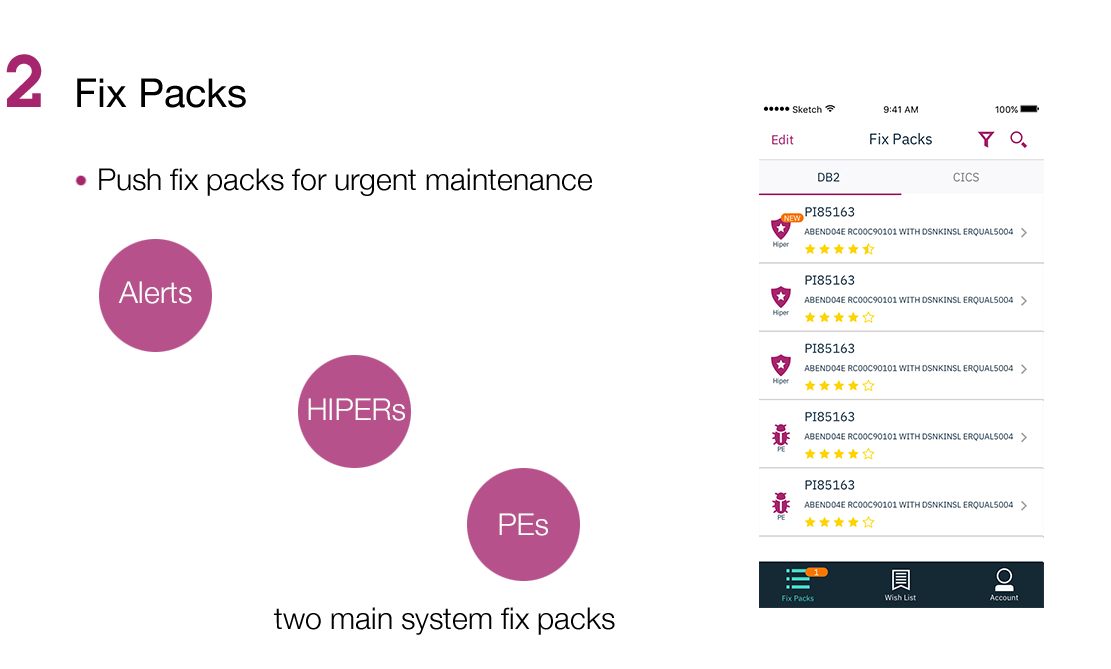 2 Fix Packs
Push fix packs for urgent maintenance
Alerts
HIPERs
PEs
two main system fix packs
Sketch 9:41 AM 100%
Edit Fix Packs
DB2 CICS
PI85163
NEW
Hiper
ABEND04E RC00C90101 WITH DSNKINSL ERQUAL5004
PI85163
ABEND04E RC00C90101 WITH DSNKINSL ERQUAL5004
Hiper
PI85163
ABEND04E RC00C90101 WITH DSNKINSL ERQUAL5004
Hiper
PI85163
ABEND04E RC00C90101 WITH DSNKINSL ERQUAL5004
PE
PI85163
ABEND04E RC00C90101 WITH DSNKINSL ERQUAL5004
PE
1
Fix Packs Wish List Account